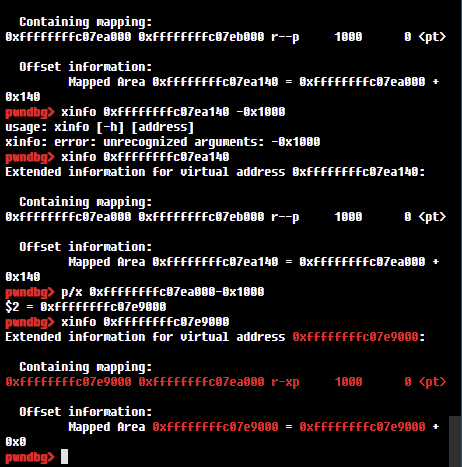 Containing mapping:
0xffffffffc07ea000 0xffffffffc07eb000 r--p     1000      0 <pt>
Offset information:
Mapped Area 0xffffffffc07ea140 = 0xffffffffc07ea000 +
0x140
pwndbg> xinfo 0xffffffffc07ea140 -0x1000
usage: xinfo [-h] [address]
xinfo: error: unrecognized arguments: -0x1000
pwndbg> xinfo 0xffffffffc07ea140
Extended information for virtual address 0xffffffffc07ea140:
Containing mapping:
0xffffffffc07ea000 0xffffffffc07eb000 r--p     1000      0 <pt>
Offset information:
Mapped Area 0xffffffffc07ea140 = 0xffffffffc07ea000 +
0x140
pwndbg> p/x 0xffffffffc07ea000-0x1000
$2 = 0xffffffffc07e9000
pwndbg> xinfo 0xffffffffc07e9000
Extended information for virtual address 0xffffffffc07e9000:
Containing mapping:
0xffffffffc07e9000 0xffffffffc07ea000 r-xp     1000      0 <pt>
Offset information:
Mapped Area 0xffffffffc07e9000 = 0xffffffffc07e9000 +
0x0
pwndbg>